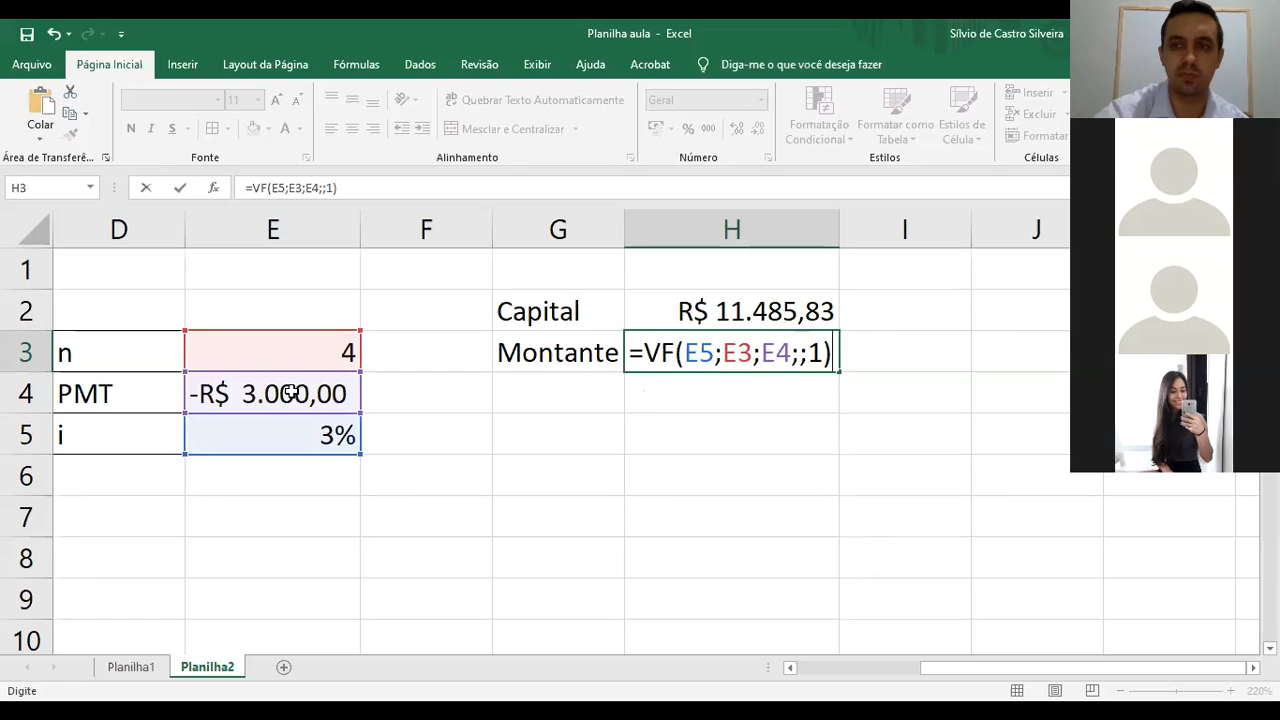 Planilha aula - Excel
Sílvio de Castro Silveira
Arquivo
Página Inicial
Inserir
Layout da Página
Fórmulas
Dados
Revisão
Exibir
Ajuda
Acrobat
Diga-me o que você deseja fazer
Colar
11
A A
N I S
A
Quebrar Texto Automaticamente
Mesclar e Centralizar
Geral
% 000
Formatação Condicional
Formatar como Tabela
Estilos de Célula
Inserir
Excluir
Formatar
Área de Transferê...
Fonte
Alinhamento
Número
Estilos
Células
H3
fx
=VF(E5;E3;E4;;1)
D E F G H I J
1
2 Capital R$ 11.485,83
3 n 4 Montante =VF(E5;E3;E4;;1)
4 PMT -R$ 3.000,00
5 i 3%
6
7
8
9
10
Planilha1
Planilha2
Digite
220%